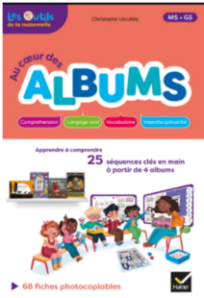 Les Outils
de la maternelle
Christophe Lécullée
MS • GS
Au cœur des
ALBUMS
Compréhension
Langage oral
Vocabulaire
Interdisciplinarité
Apprendre à comprendre
25 séquences clés en main
à partir de 4 albums
68 fiches photocopiables
Hatier